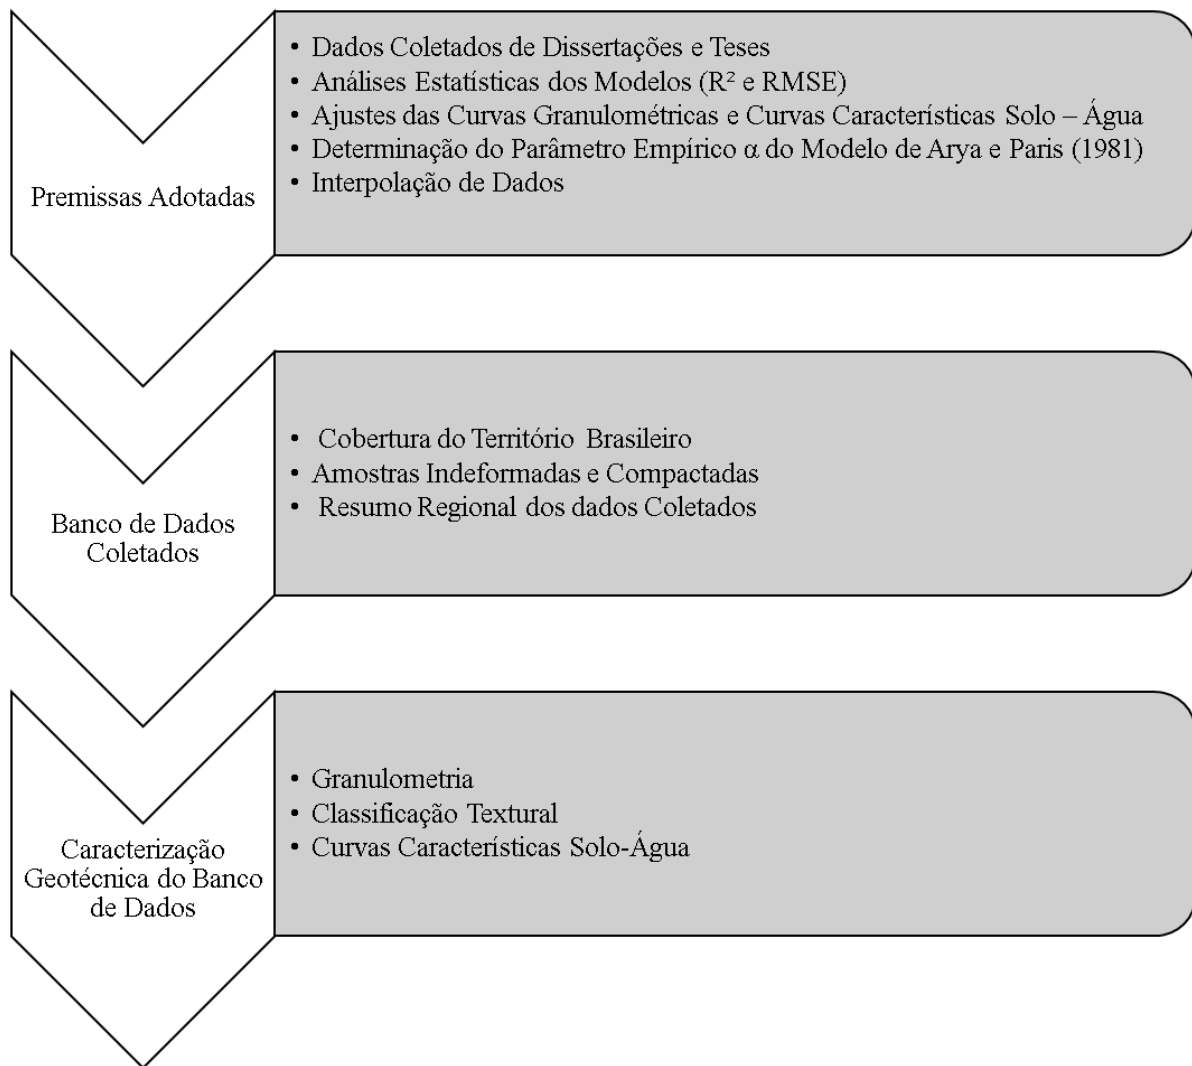 Premissas Adotadas
• Dados Coletados de Dissertações e Teses
• Análises Estatísticas dos Modelos (R² e RMSE)
• Ajustes das Curvas Granulométricas e Curvas Características Solo – Água
• Determinação do Parâmetro Empírico α do Modelo de Arya e Paris (1981)
• Interpolação de Dados
Banco de Dados
Coletados
• Cobertura do Território Brasileiro
• Amostras Indeformadas e Compactadas
• Resumo Regional dos dados Coletados
Caracterização
Geotécnica do Banco
de Dados
• Granulometria
• Classificação Textural
• Curvas Características Solo-Água